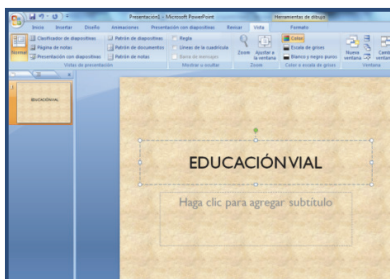 Presentación1 | Microsoft PowerPoint
Herramientas de dibujo
Inicio Insertar Diseño Animaciones Presentación con diapositivas Revisar Vista Formato
Normal
Clasificador de diapositivas
Página de notas
Presentación con diapositivas
Vistas de presentación
Patrón de diapositivas
Patrón de documentos
Patrón de notas
Regla
Líneas de la cuadrícula
Barra de mensajes
Mostrar u ocultar
Zoom
Ajustar a la ventana
Zoom
Color
Escala de grises
Blanco y negro puros
Color o escala de grises
Nueva ventana
Ventana
EDUCACIÓN VIAL
EDUCACIÓN VIAL
Haga clic para agregar subtítulo